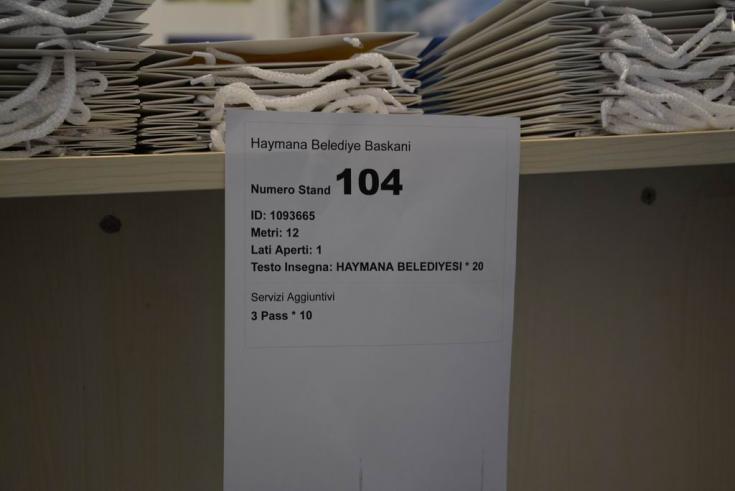 Haymana Belediye Baskani
Numero Stand 104
ID: 1093665
Metri: 12
Lati Aperti: 1
Testo Insegna: HAYMANA BELEDIYESI * 20
Servizi Aggiuntivi
3 Pass * 10